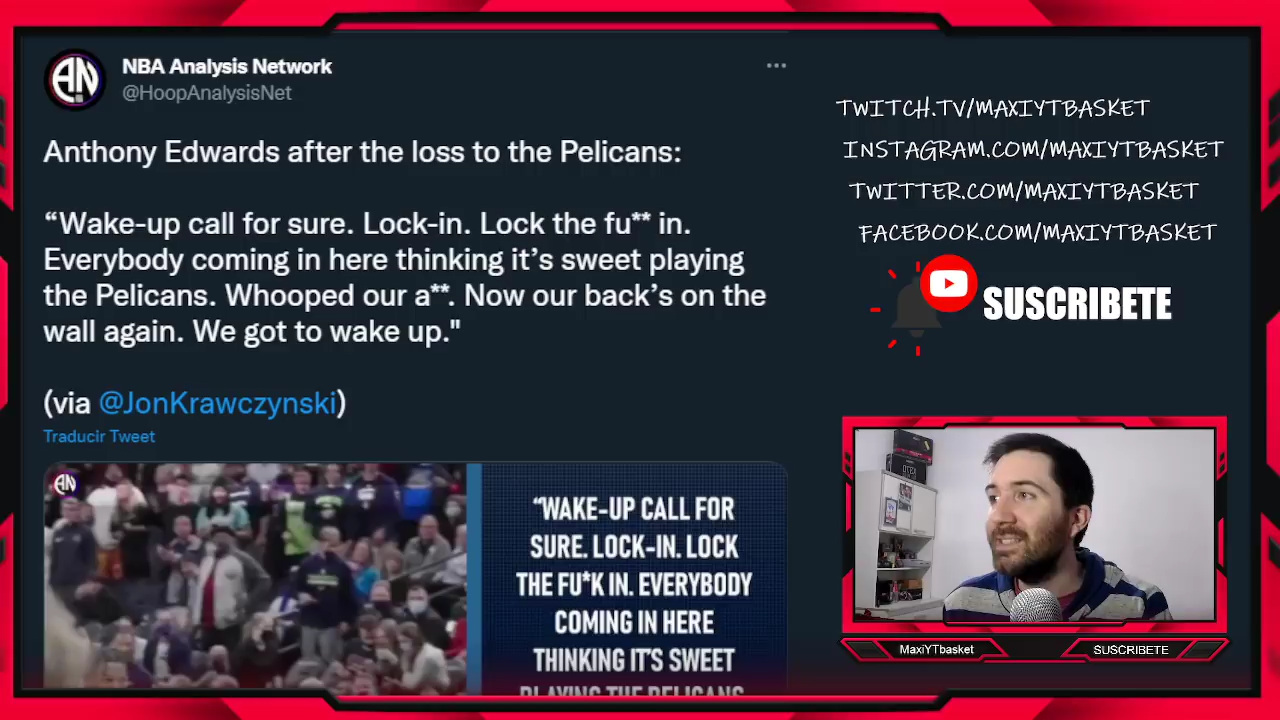 NBA Analysis Network
@HoopAnalysisNet
Anthony Edwards after the loss to the Pelicans:
“Wake-up call for sure. Lock-in. Lock the fu** in.
Everybody coming in here thinking it’s sweet playing
the Pelicans. Whooped our a**. Now our back’s on the
wall again. We got to wake up."
(via @JonKrawczynski)
Traducir Tweet
AN
“WAKE-UP CALL FOR
SURE. LOCK-IN. LOCK
THE FU*K IN. EVERYBODY
COMING IN HERE
THINKING IT'S SWEET
PLAYING THE PELICANS.
TWITCH.TV/MAXIYTBASKET
INSTAGRAM.COM/MAXIYTBASKET
TWITTER.COM/MAXIYTBASKET
FACEBOOK.COM/MAXIYTBASKET
SUSCRIBETE
MaxiYTbasket
SUSCRIBETE